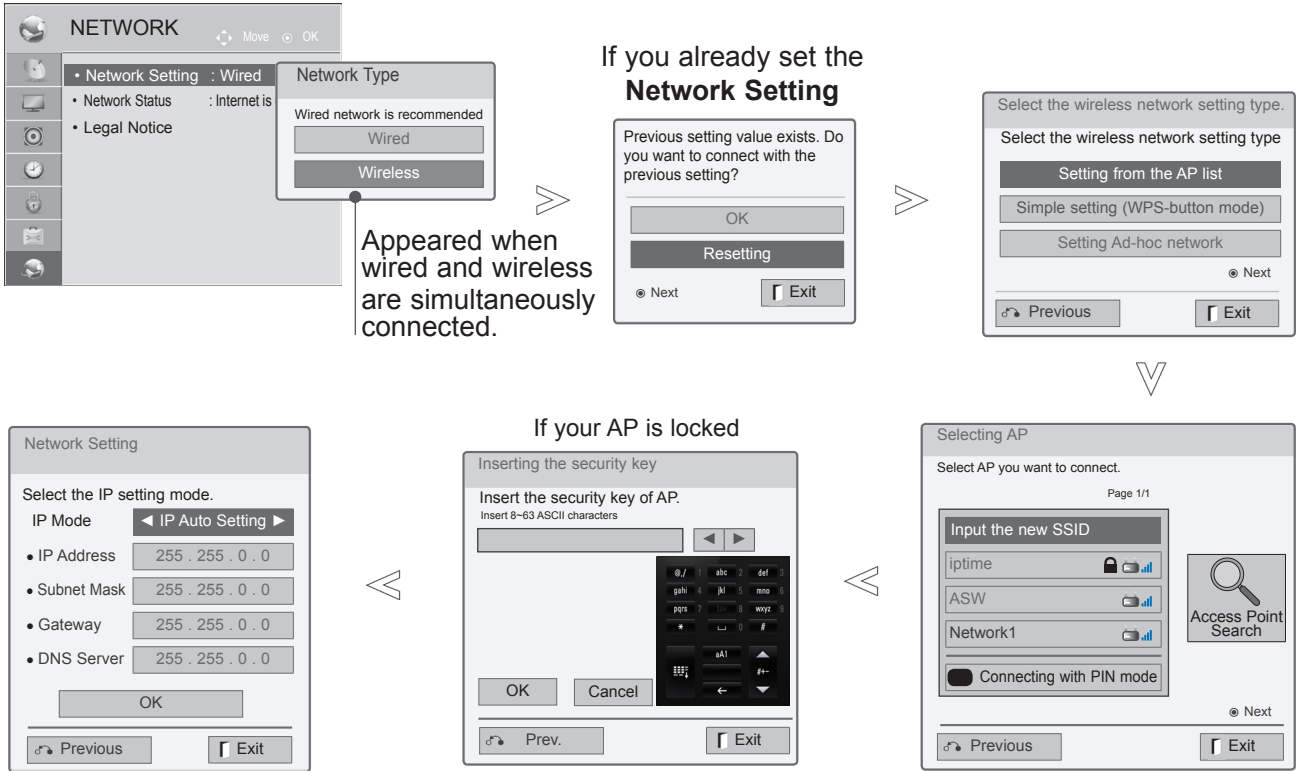 NETWORK
Move ◉ OK
• Network Setting : Wired
• Network Status : Internet is
• Legal Notice
Network Type
Wired network is recommended
Wired
Wireless
Appeared when
wired and wireless
are simultaneously
connected.
If you already set the
Network Setting
Previous setting value exists. Do
you want to connect with the
previous setting?
OK
Resetting
◉ Next
Exit
Select the wireless network setting type.
Select the wireless network setting type
Setting from the AP list
Simple setting (WPS-button mode)
Setting Ad-hoc network
◉ Next
Previous
Exit
Selecting AP
Select AP you want to connect.
Page 1/1
Input the new SSID
iptime
ASW
Network1
Connecting with PIN mode
Access Point
Search
◉ Next
Previous
Exit
If your AP is locked
Inserting the security key
Insert the security key of AP.
Insert 8~63 ASCII characters
◄ ►
@,/ 1 abc 2 def 3
gahi 4 jkl 5 mno 6
pqrs 7 tuv 8 wxyz 9
* 0 #
aA1
#+-
OK
Cancel
Prev.
Exit
Network Setting
Select the IP setting mode.
IP Mode ◄ IP Auto Setting ►
• IP Address 255 . 255 . 0 . 0
• Subnet Mask 255 . 255 . 0 . 0
• Gateway 255 . 255 . 0 . 0
• DNS Server 255 . 255 . 0 . 0
OK
Previous
Exit